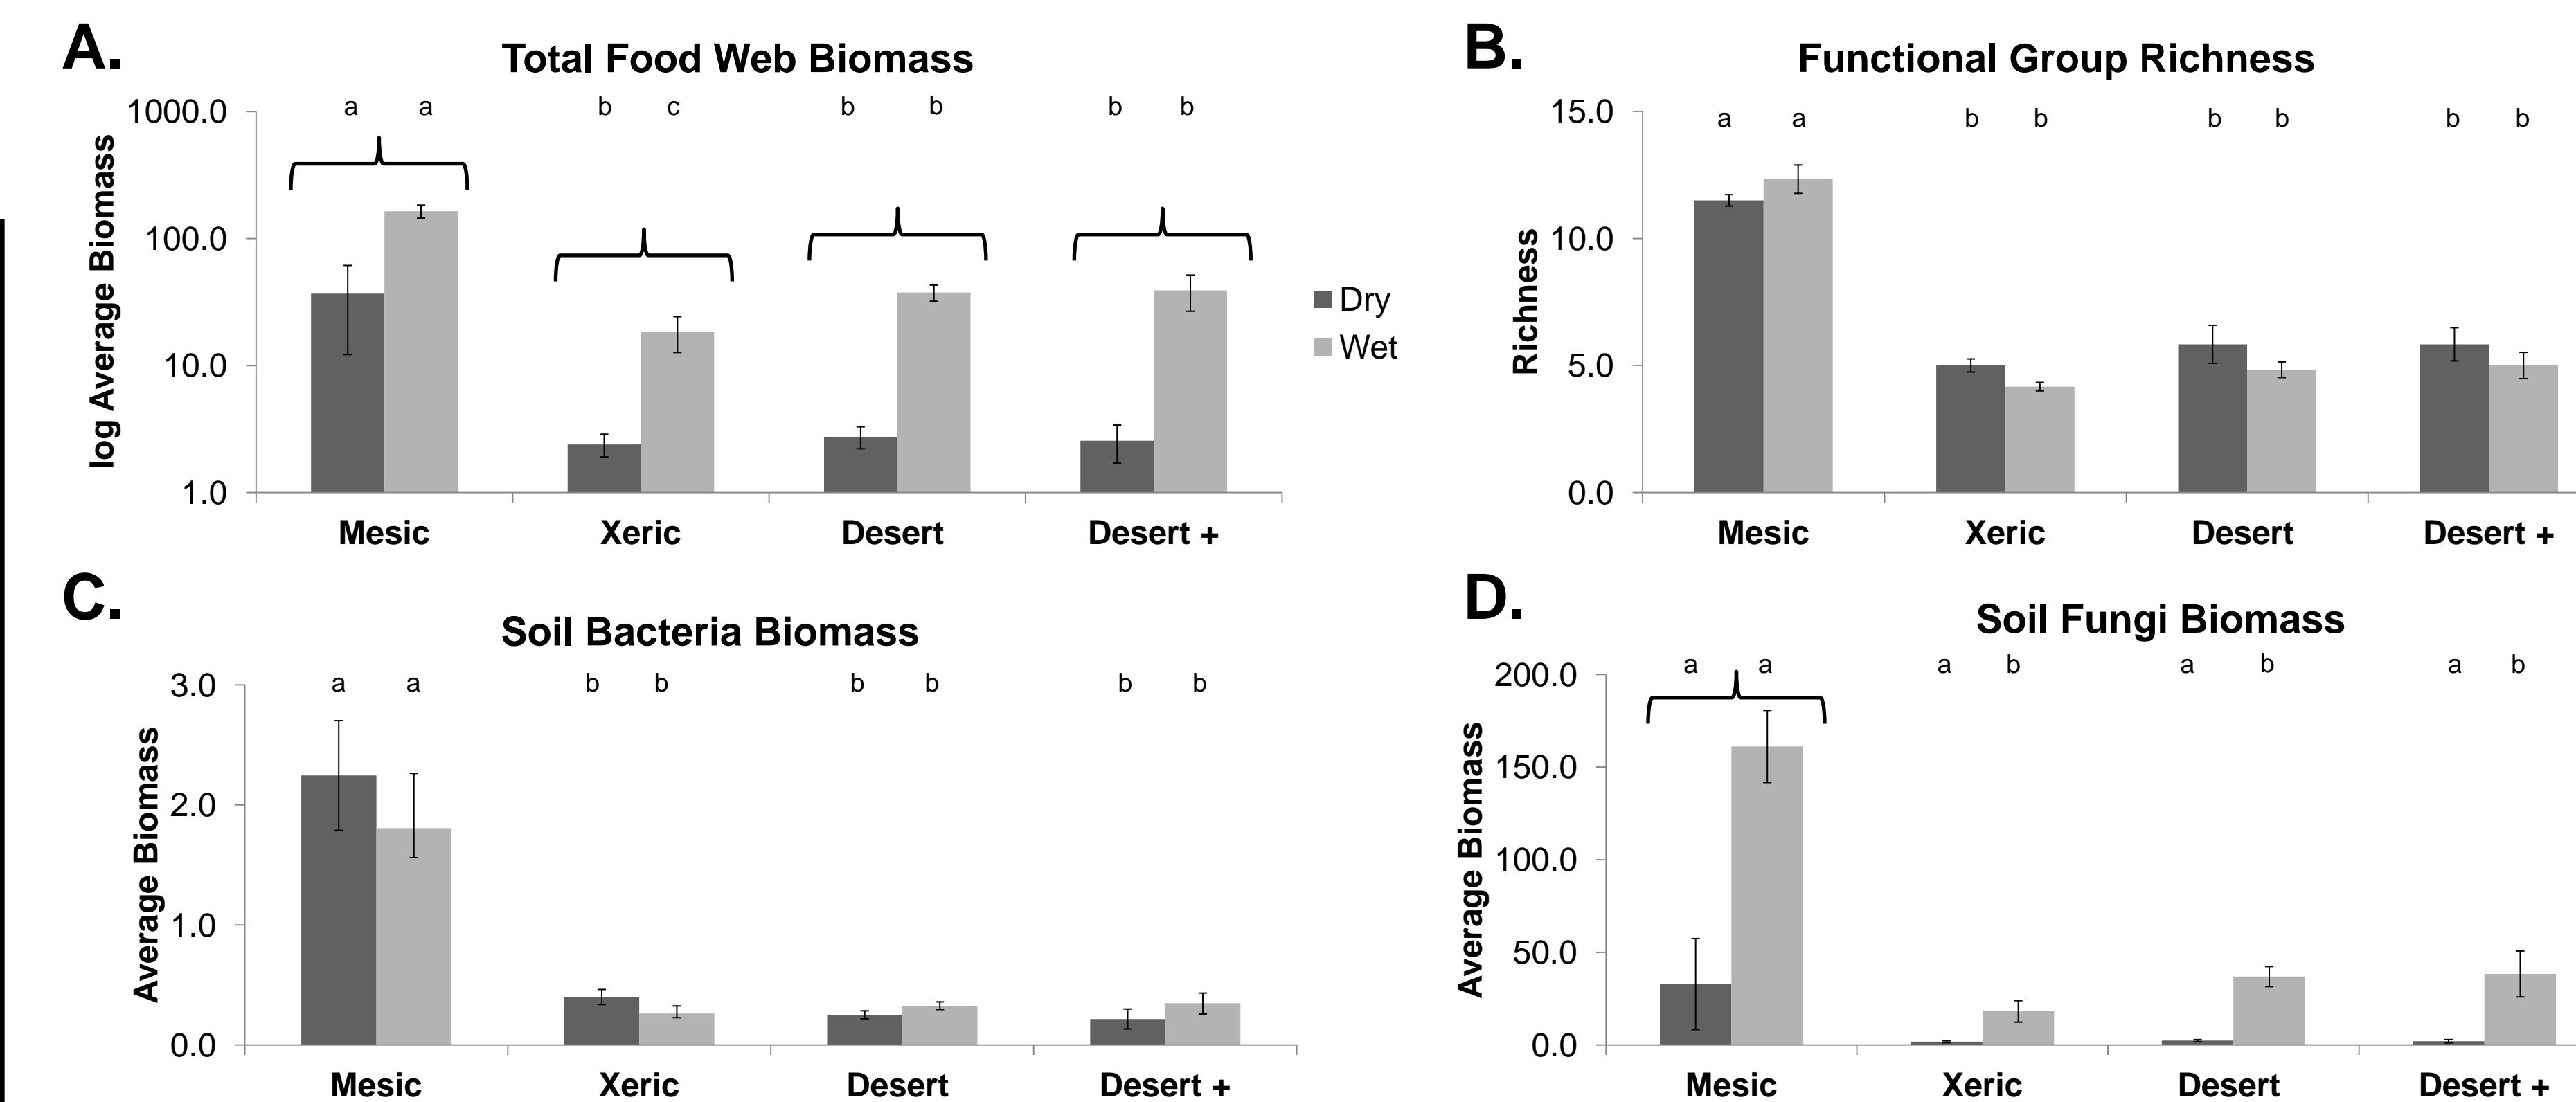 A.
Total Food Web Biomass
a a b c b b b b
1000.0
100.0
10.0
1.0
log Average Biomass
Mesic Xeric Desert Desert +
Dry
Wet
B.
Functional Group Richness
a a b b b b b b
15.0
10.0
5.0
0.0
Richness
Mesic Xeric Desert Desert +
C.
Soil Bacteria Biomass
a a b b b b b b
3.0
2.0
1.0
0.0
Average Biomass
Mesic Xeric Desert Desert +
D.
Soil Fungi Biomass
a a a b a b a b
200.0
150.0
100.0
50.0
0.0
Average Biomass
Mesic Xeric Desert Desert +